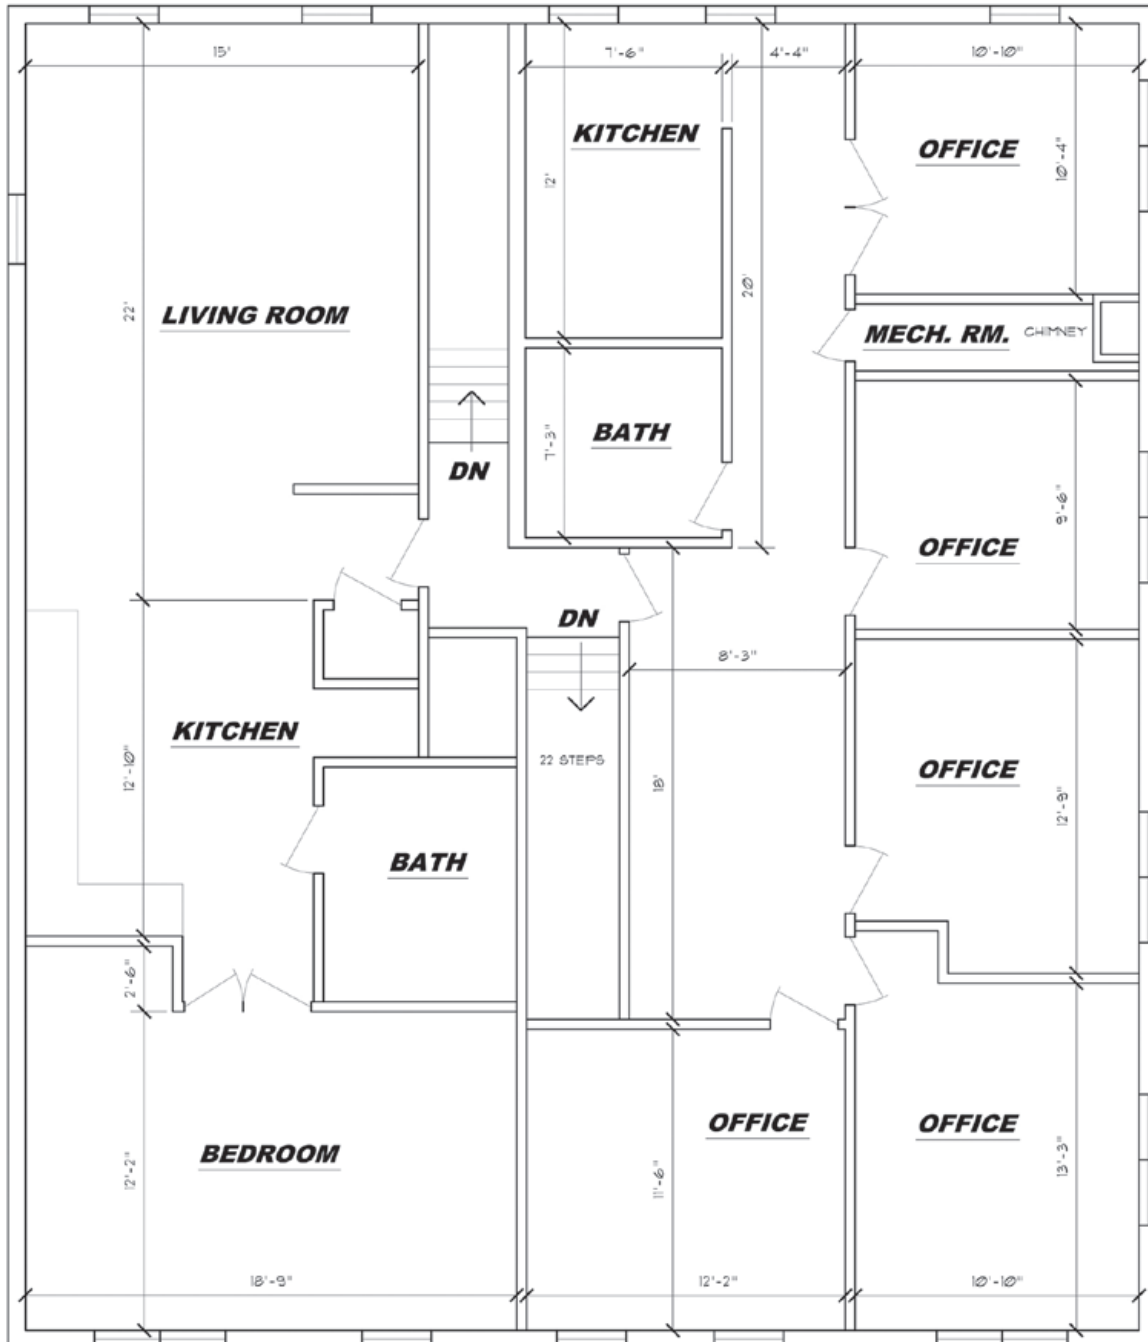 15'
7'-6"
4'-4"
10'-10"
KITCHEN
OFFICE
10'-4"
12'
20'
22'
LIVING ROOM
MECH. RM.
CHIMNEY
BATH
7'-3"
DN
9'-6"
OFFICE
DN
8'-3"
KITCHEN
22 STEPS
12'-10"
18'
OFFICE
12'-9"
BATH
2'-6"
OFFICE
OFFICE
BEDROOM
12'-2"
11'-6"
13'-3"
18'-9"
12'-2"
10'-10"